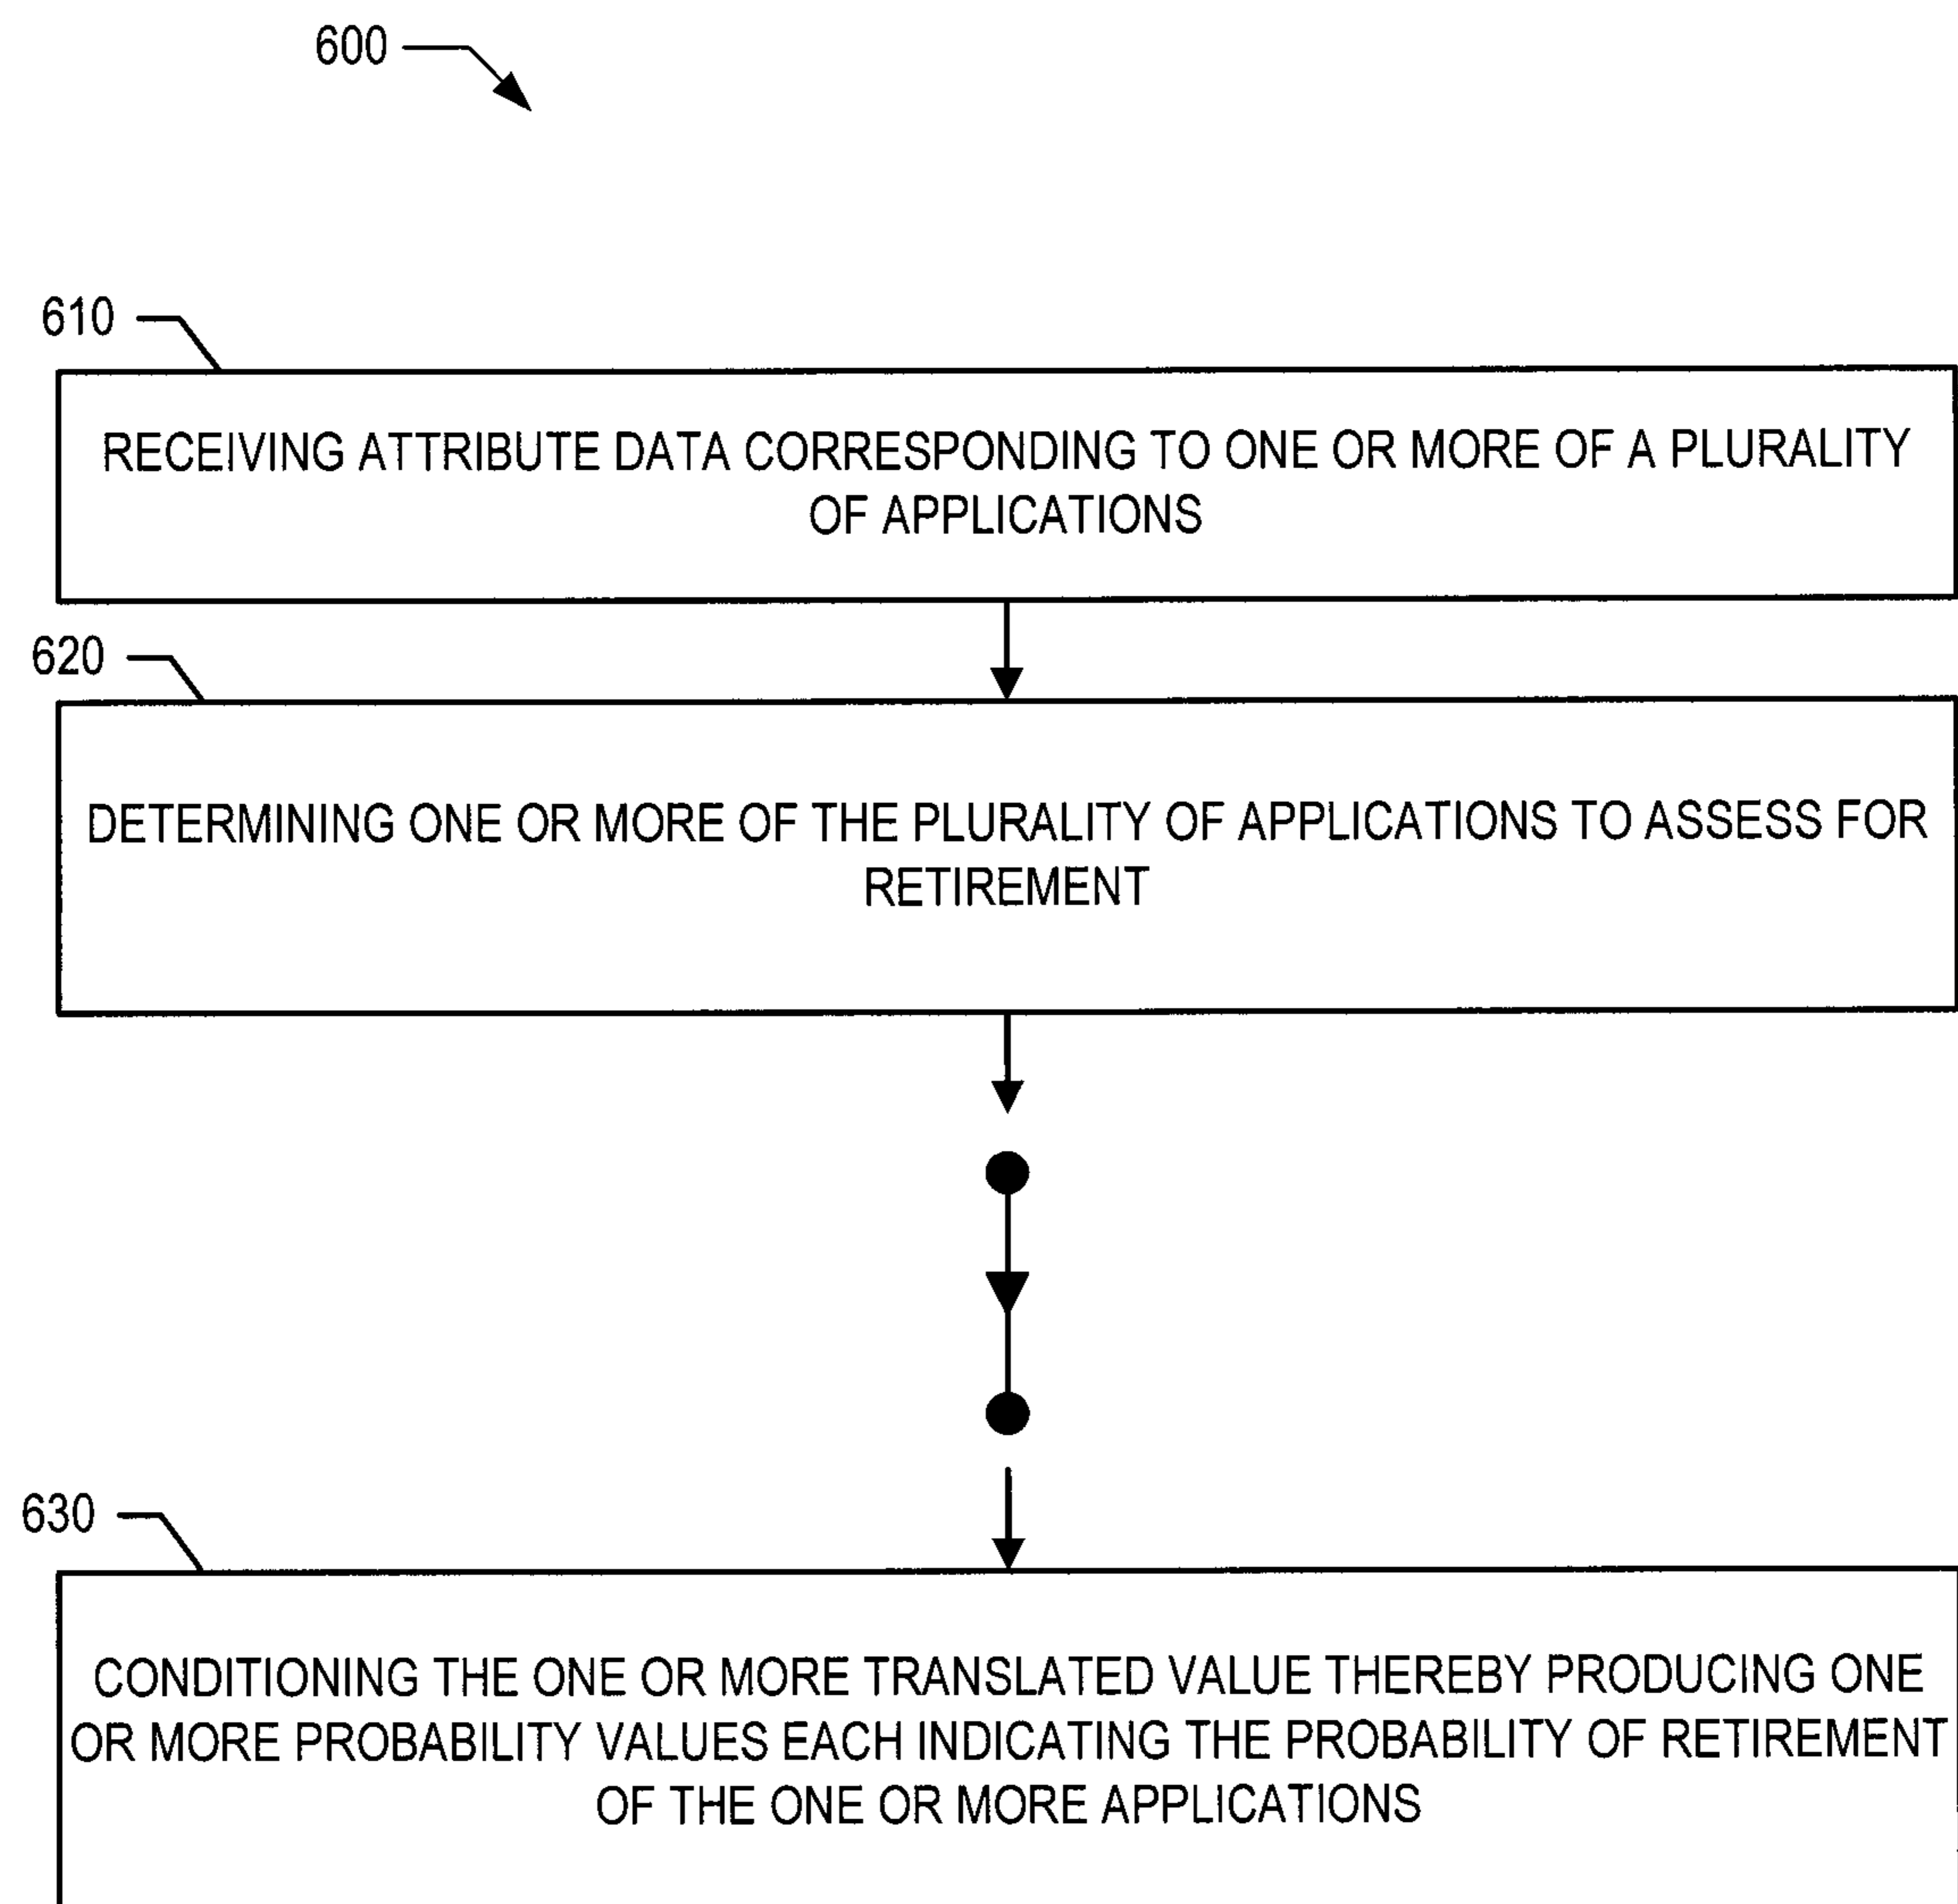 600
610
RECEIVING ATTRIBUTE DATA CORRESPONDING TO ONE OR MORE OF A PLURALITY
OF APPLICATIONS
620
DETERMINING ONE OR MORE OF THE PLURALITY OF APPLICATIONS TO ASSESS FOR
RETIREMENT
630
CONDITIONING THE ONE OR MORE TRANSLATED VALUE THEREBY PRODUCING ONE
OR MORE PROBABILITY VALUES EACH INDICATING THE PROBABILITY OF RETIREMENT
OF THE ONE OR MORE APPLICATIONS